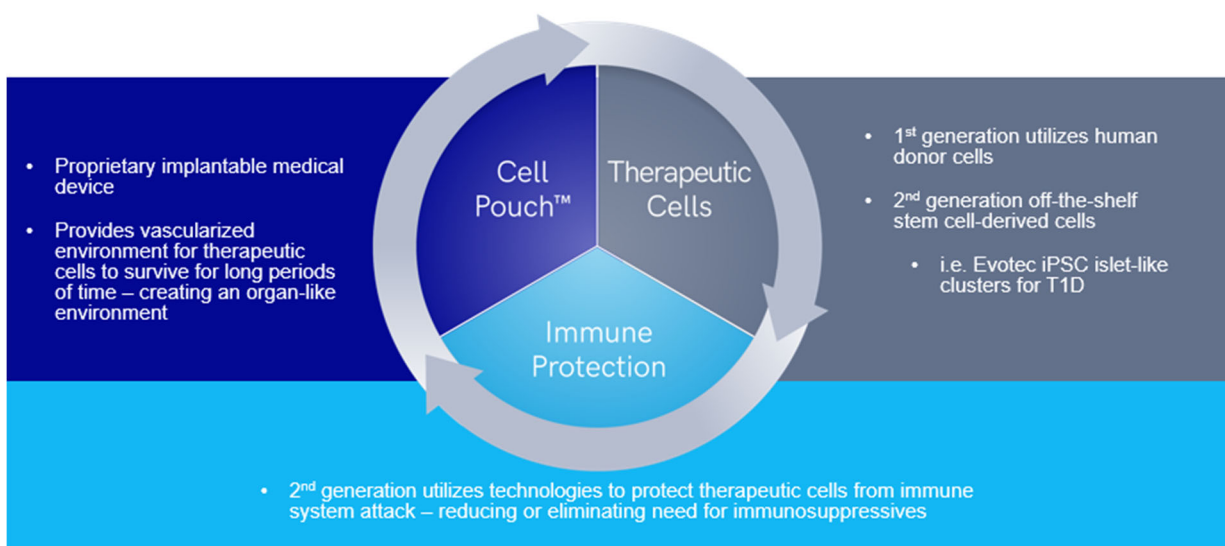 • Proprietary implantable medical
device
• Provides vascularized
environment for therapeutic
cells to survive for long periods
of time – creating an organ-like
environment
Cell
Pouch™
Therapeutic
Cells
Immune
Protection
• 1st generation utilizes human
donor cells
• 2nd generation off-the-shelf
stem cell-derived cells
• i.e. Evotec iPSC islet-like
clusters for T1D
• 2nd generation utilizes technologies to protect therapeutic cells from immune
system attack – reducing or eliminating need for immunosuppressives